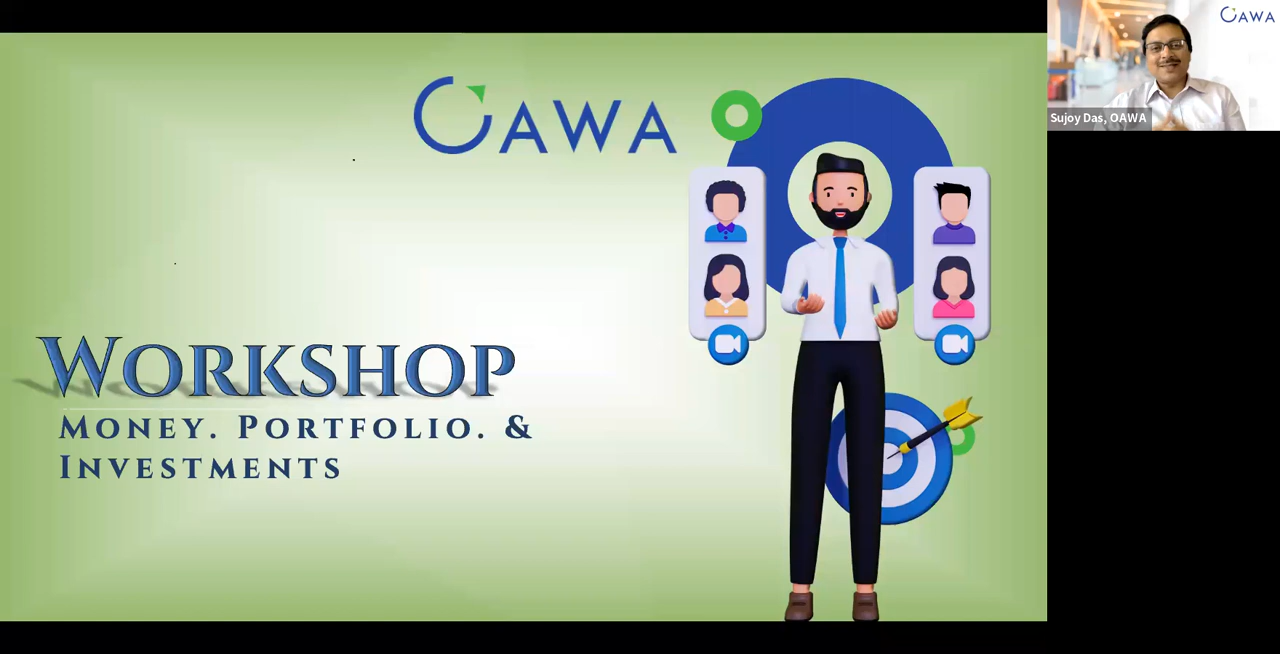 OAWA
OAWA
Sujoy Das, OAWA
WORKSHOP
MONEY. PORTFOLIO. &
INVESTMENTS